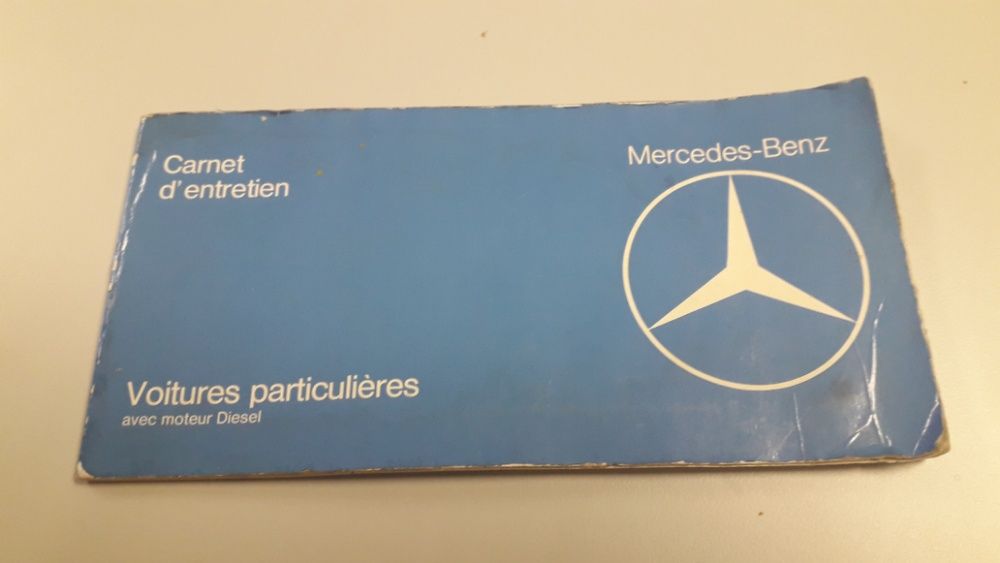 Carnet
d'entretien
Mercedes-Benz
Voitures particulières
avec moteur Diesel